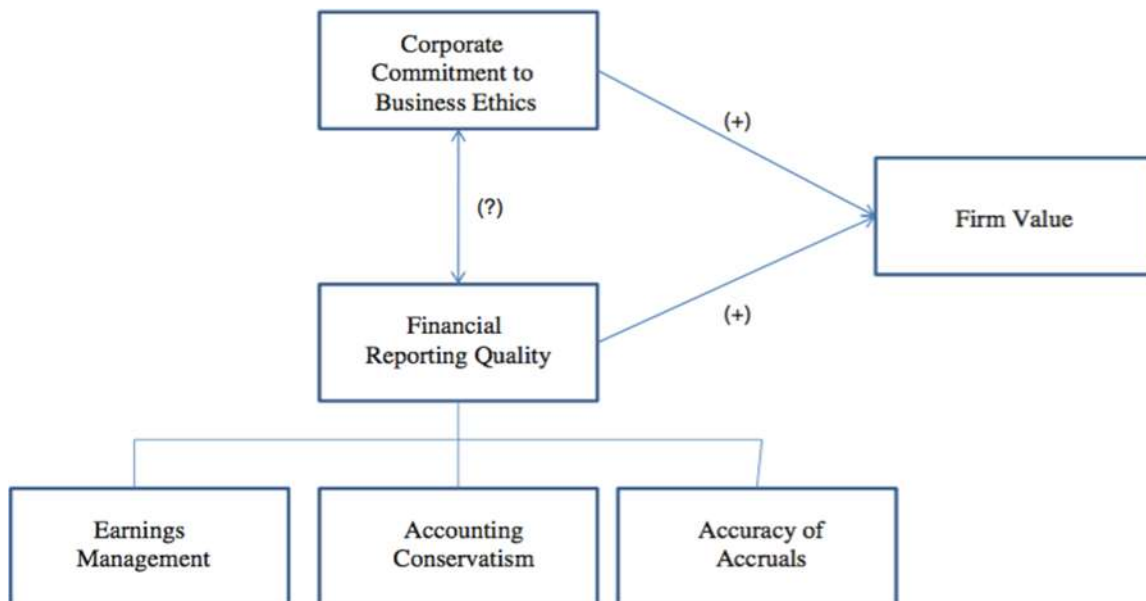 Corporate
Commitment to
Business Ethics
(+)
(?)
Firm Value
Financial
Reporting Quality
(+)
Earnings
Management
Accounting
Conservatism
Accuracy of
Accruals